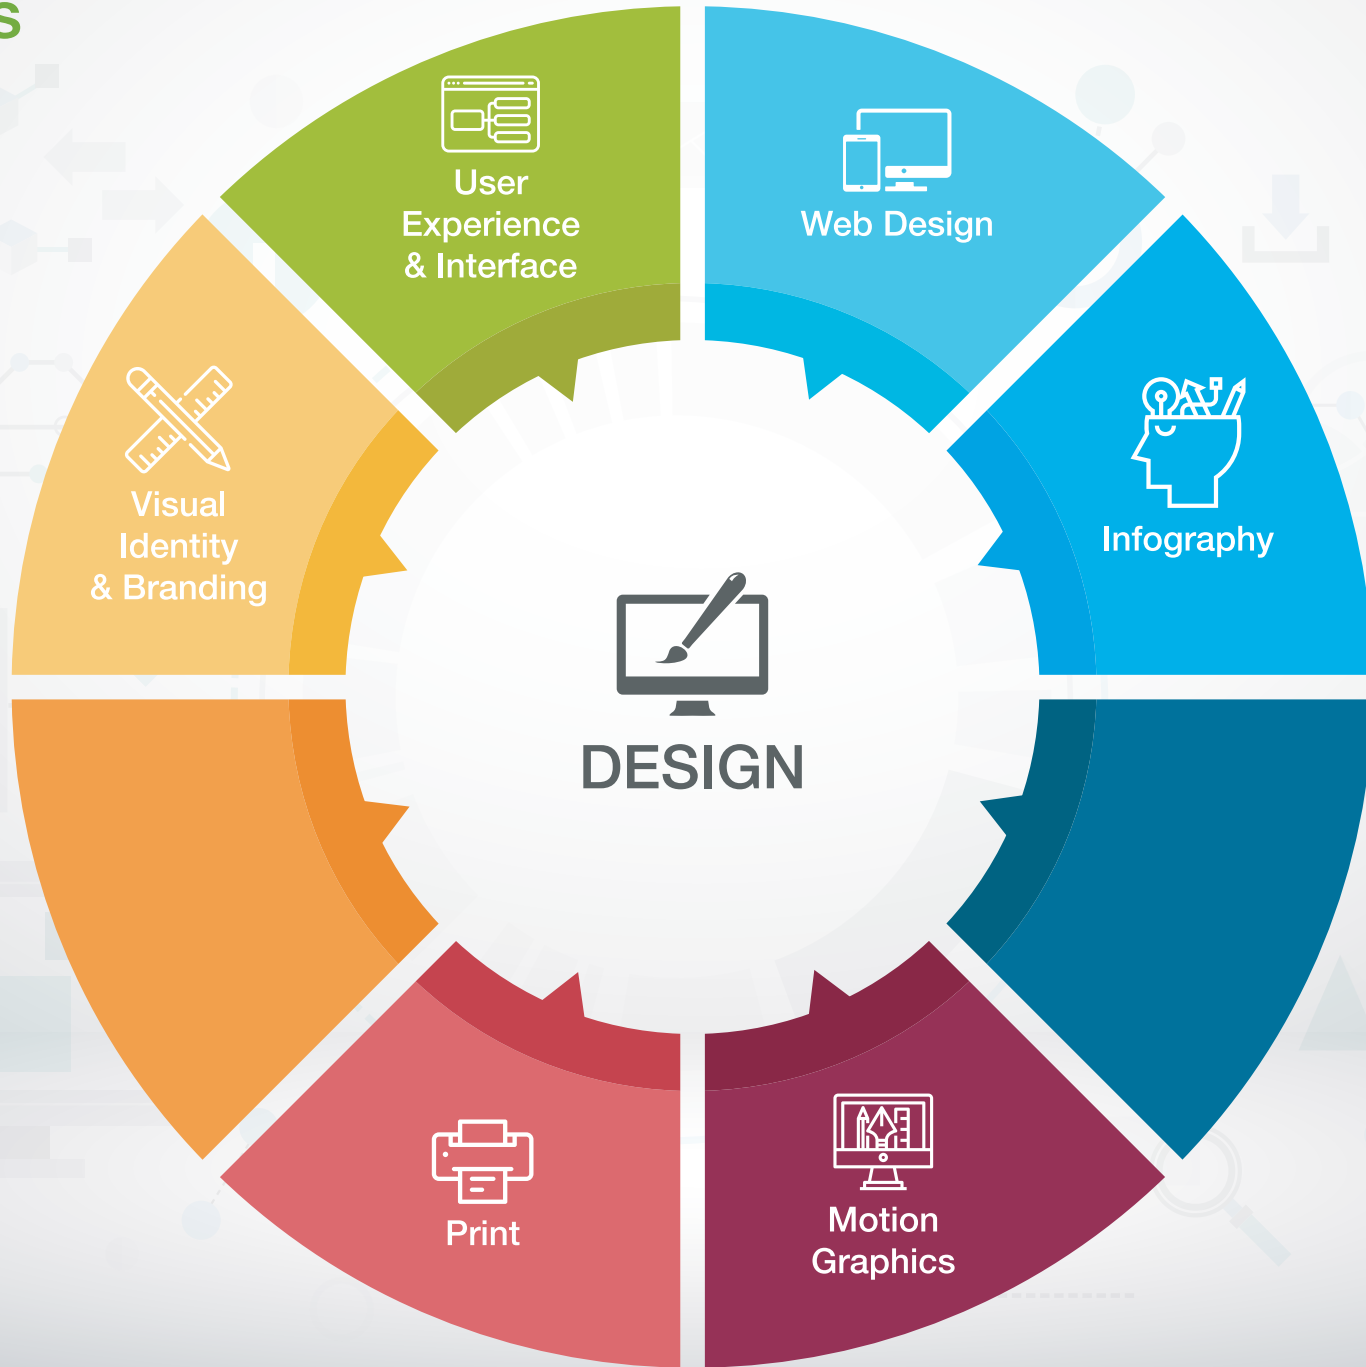 s
User
Experience
& Interface
Web Design
Visual
Identity
& Branding
Infography
DESIGN
Print
Motion
Graphics